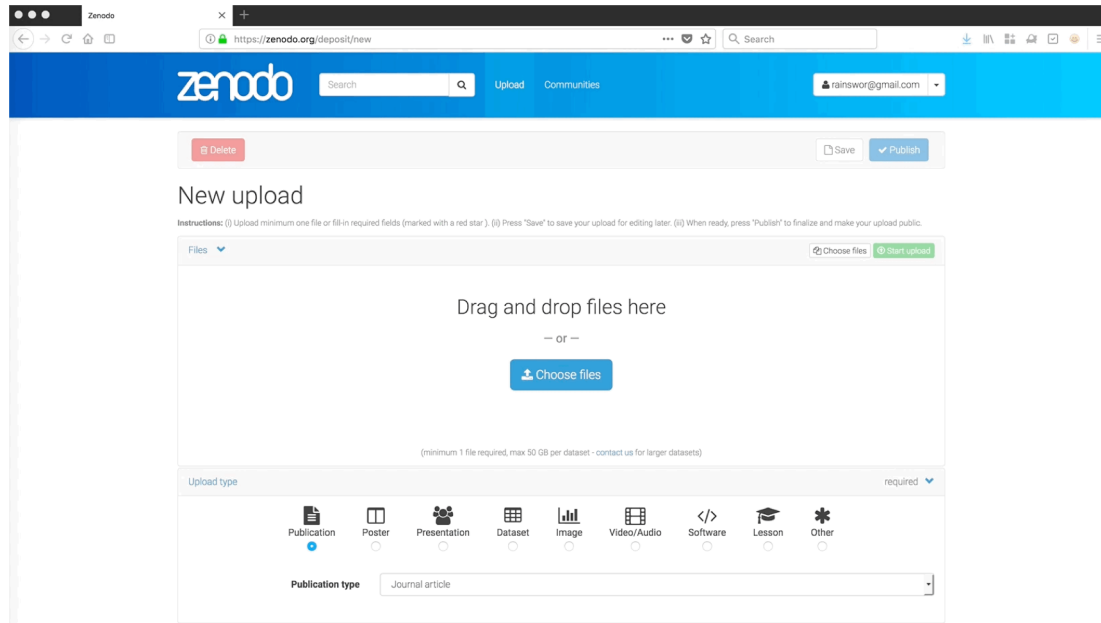 Zenodo
https://zenodo.org/deposit/new
Search
zenodo
Search
Upload
Communities
rainswor@gmail.com
Delete
Save
Publish
New upload
Instructions: (i) Upload minimum one file or fill-in required fields (marked with a red star ). (ii) Press "Save" to save your upload for editing later. (iii) When ready, press "Publish" to finalize and make your upload public.
Files
Choose files
Start upload
Drag and drop files here
— or —
Choose files
(minimum 1 file required, max 50 GB per dataset - contact us for larger datasets)
Upload type
required
Publication
Poster
Presentation
Dataset
Image
Video/Audio
Software
Lesson
Other
Publication type
Journal article